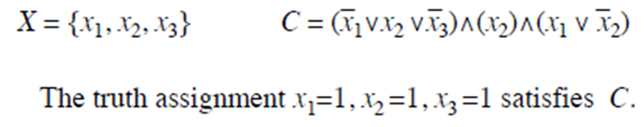 X = {x₁, x₂, x₃} C = (x̅₁ ∨ x₂ ∨ x̅₃) ∧ (x₂) ∧ (x₁ ∨ x̅₂)
The truth assignment x₁=1, x₂=1, x₃=1 satisfies C.